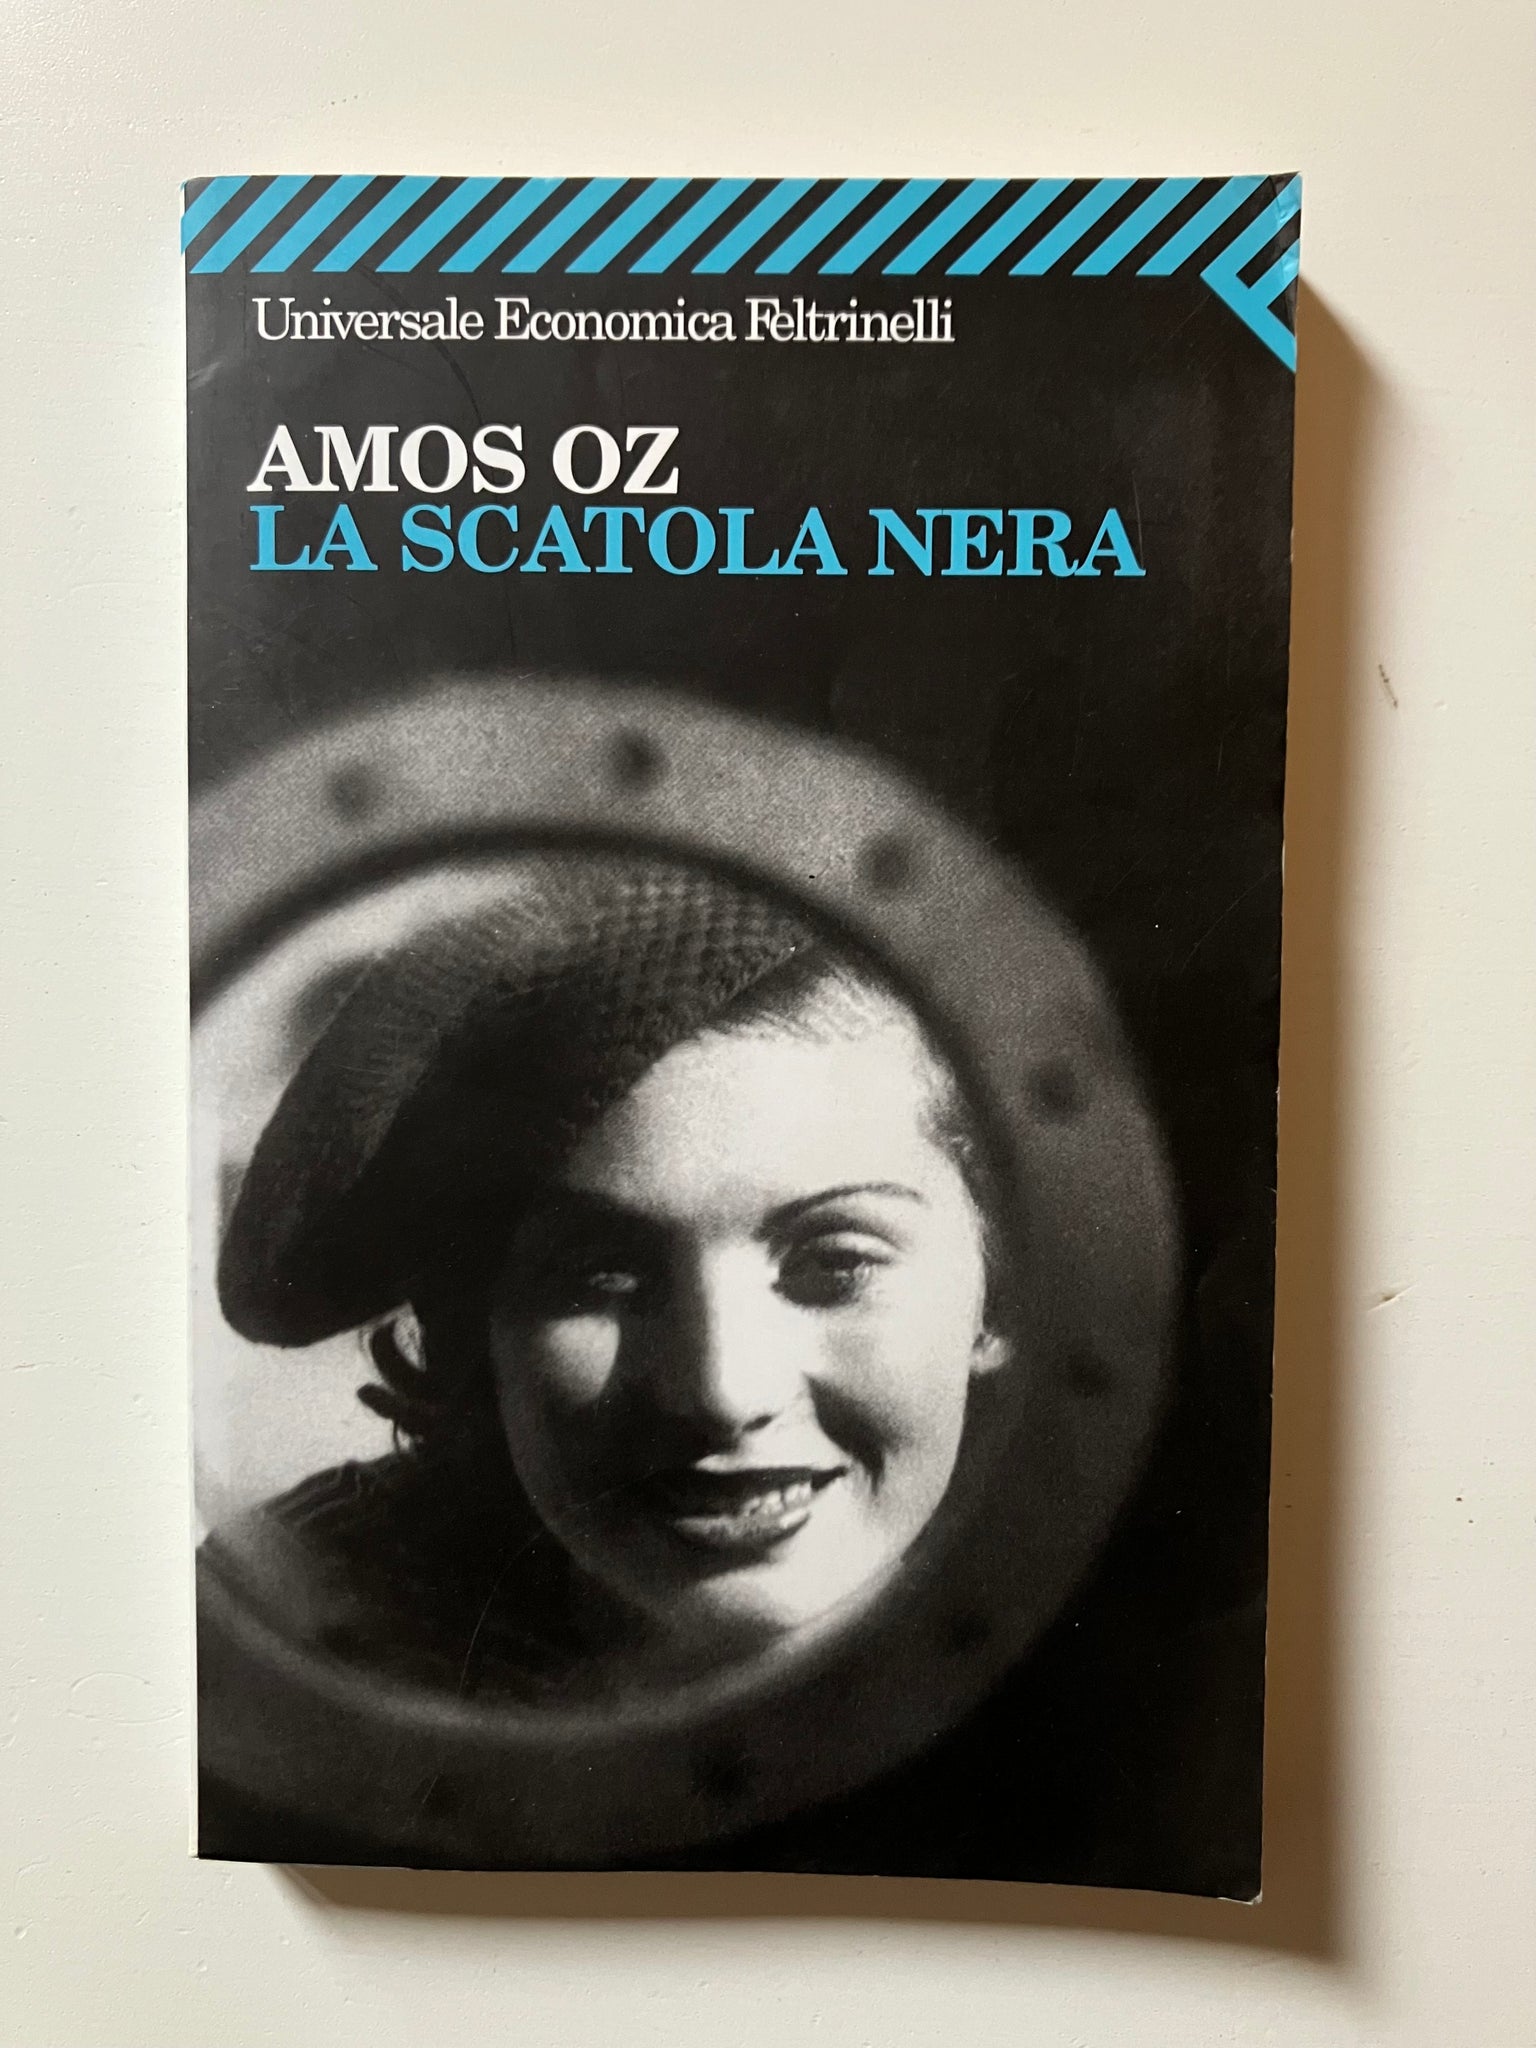 Universale Economica Feltrinelli
AMOS OZ
LA SCATOLA NERA